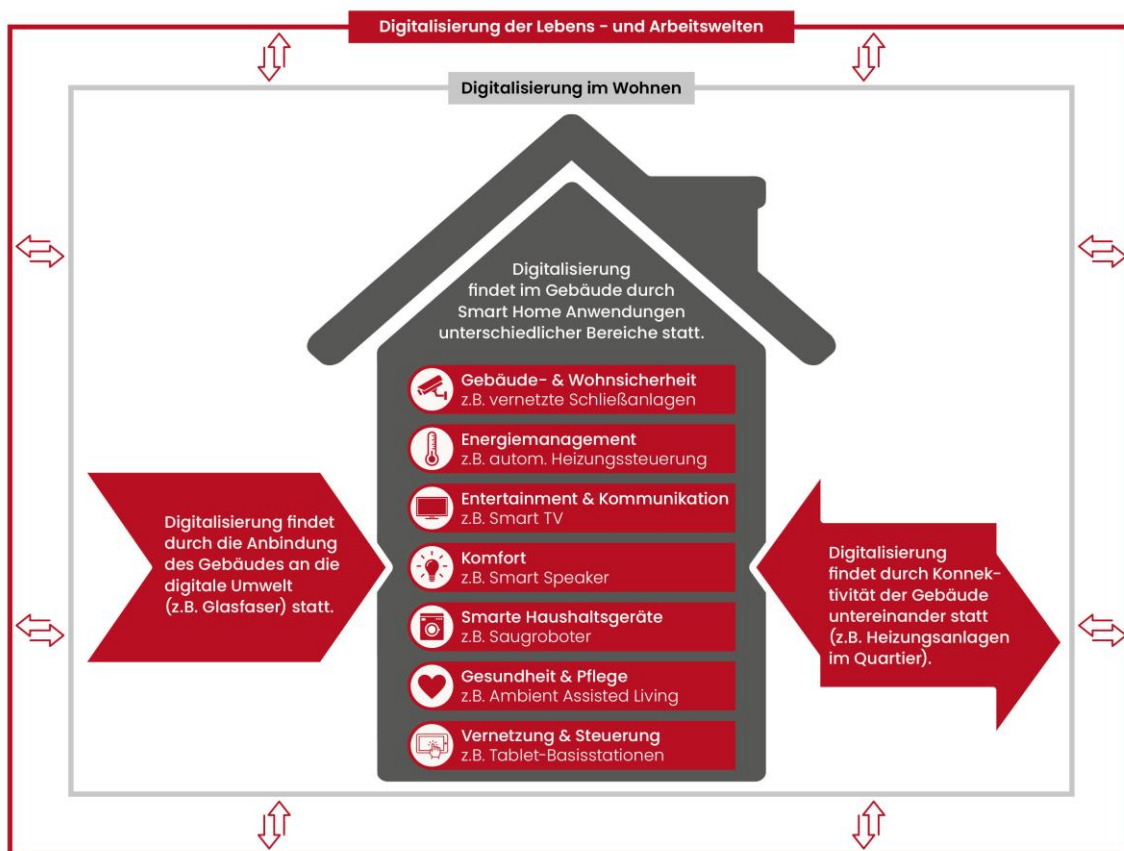 Digitalisierung der Lebens - und Arbeitswelten
Digitalisierung im Wohnen
Digitalisierung
findet im Gebäude durch
Smart Home Anwendungen
unterschiedlicher Bereiche statt.
Gebäude- & Wohnsicherheit
z.B. vernetzte Schließanlagen
Energiemanagement
z.B. autom. Heizungssteuerung
Entertainment & Kommunikation
z.B. Smart TV
Komfort
z.B. Smart Speaker
Smarte Haushaltsgeräte
z.B. Saugroboter
Gesundheit & Pflege
z.B. Ambient Assisted Living
Vernetzung & Steuerung
z.B. Tablet-Basisstationen
Digitalisierung findet
durch die Anbindung
des Gebäudes an die
digitale Umwelt
(z.B. Glasfaser) statt.
Digitalisierung
findet durch Konnek-
tivität der Gebäude
untereinander statt
(z.B. Heizungsanlagen
im Quartier).